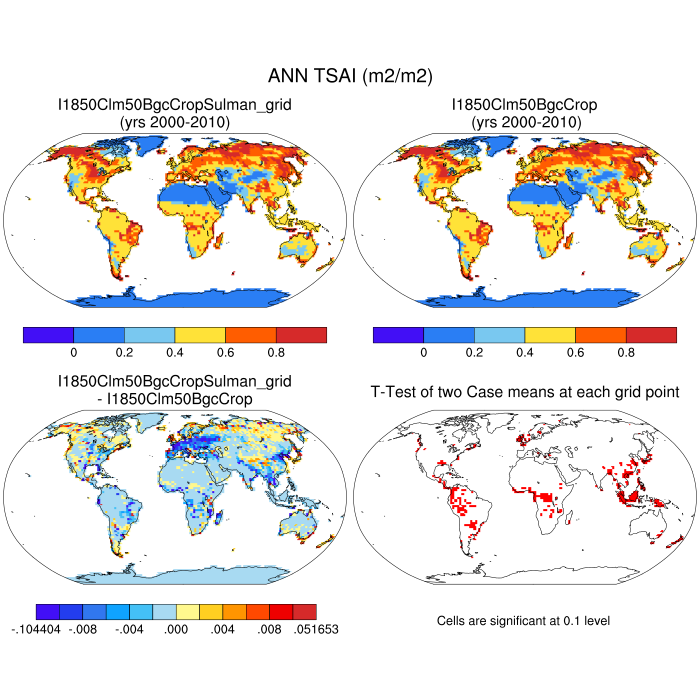 ANN TSAI (m2/m2)
I1850Clm50BgcCropSulman_grid
(yrs 2000-2010)
I1850Clm50BgcCrop
(yrs 2000-2010)
0 0.2 0.4 0.6 0.8
0 0.2 0.4 0.6 0.8
I1850Clm50BgcCropSulman_grid
- I1850Clm50BgcCrop
T-Test of two Case means at each grid point
-.104404 -.008 -.004 .000 .004 .008 .051653
Cells are significant at 0.1 level